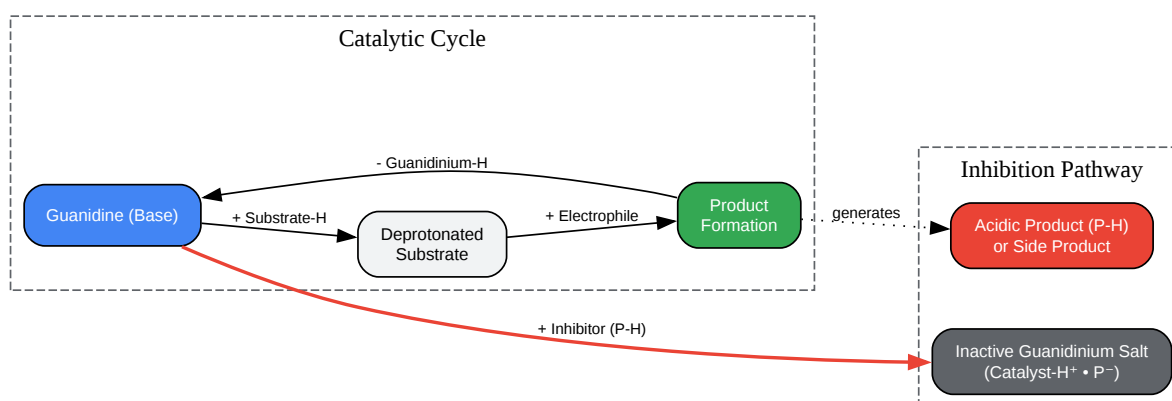 Catalytic Cycle
- Guanidinium-H
Guanidine (Base)
+ Substrate-H
Deprotonated
Substrate
+ Electrophile
Product
Formation
generates
Inhibition Pathway
Acidic Product (P-H)
or Side Product
+ Inhibitor (P-H)
Inactive Guanidinium Salt
(Catalyst-H⁺ • P⁻)